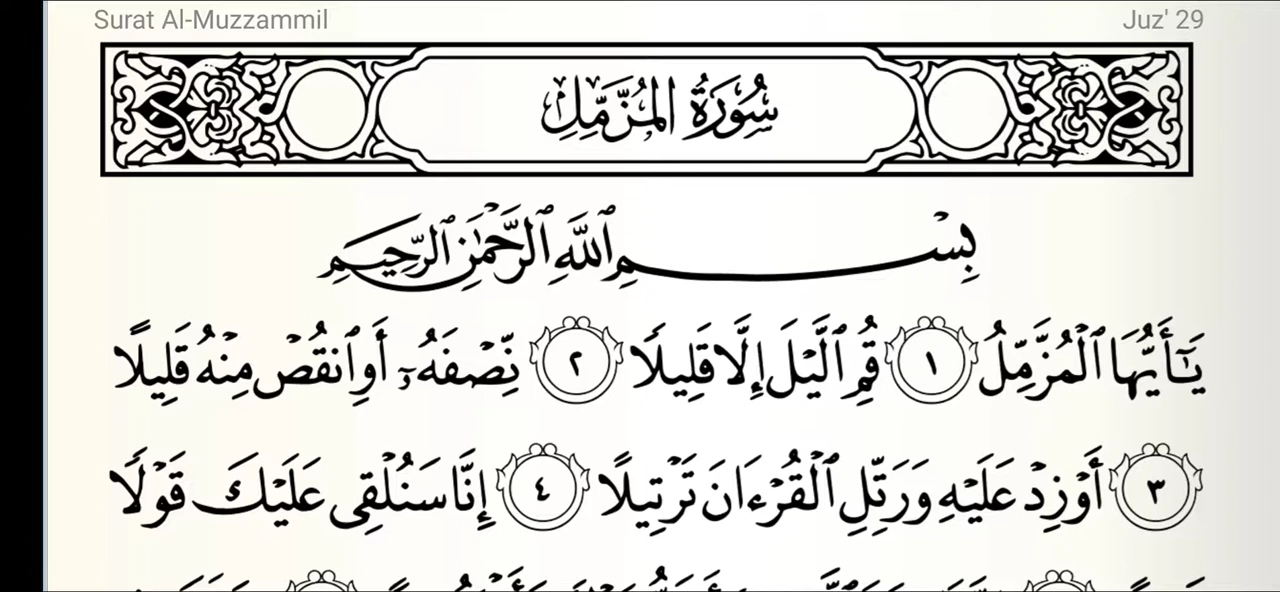 Surat Al-Muzzammil
Juz' 29
سُورَةُ المُزَّمِّلِ
بِسْمِ ٱللَّهِ ٱلرَّحْمَٰنِ ٱلرَّحِيمِ
يَٰٓأَيُّهَا ٱلْمُزَّمِّلُ ١ قُمِ ٱلَّيْلَ إِلَّا قَلِيلًا ٢ نِّصْفَهُۥٓ أَوِ ٱنقُصْ مِنْهُ قَلِيلًا
٣ أَوْ زِدْ عَلَيْهِ وَرَتِّلِ ٱلْقُرْءَانَ تَرْتِيلًا ٤ إِنَّا سَنُلْقِى عَلَيْكَ قَوْلًا